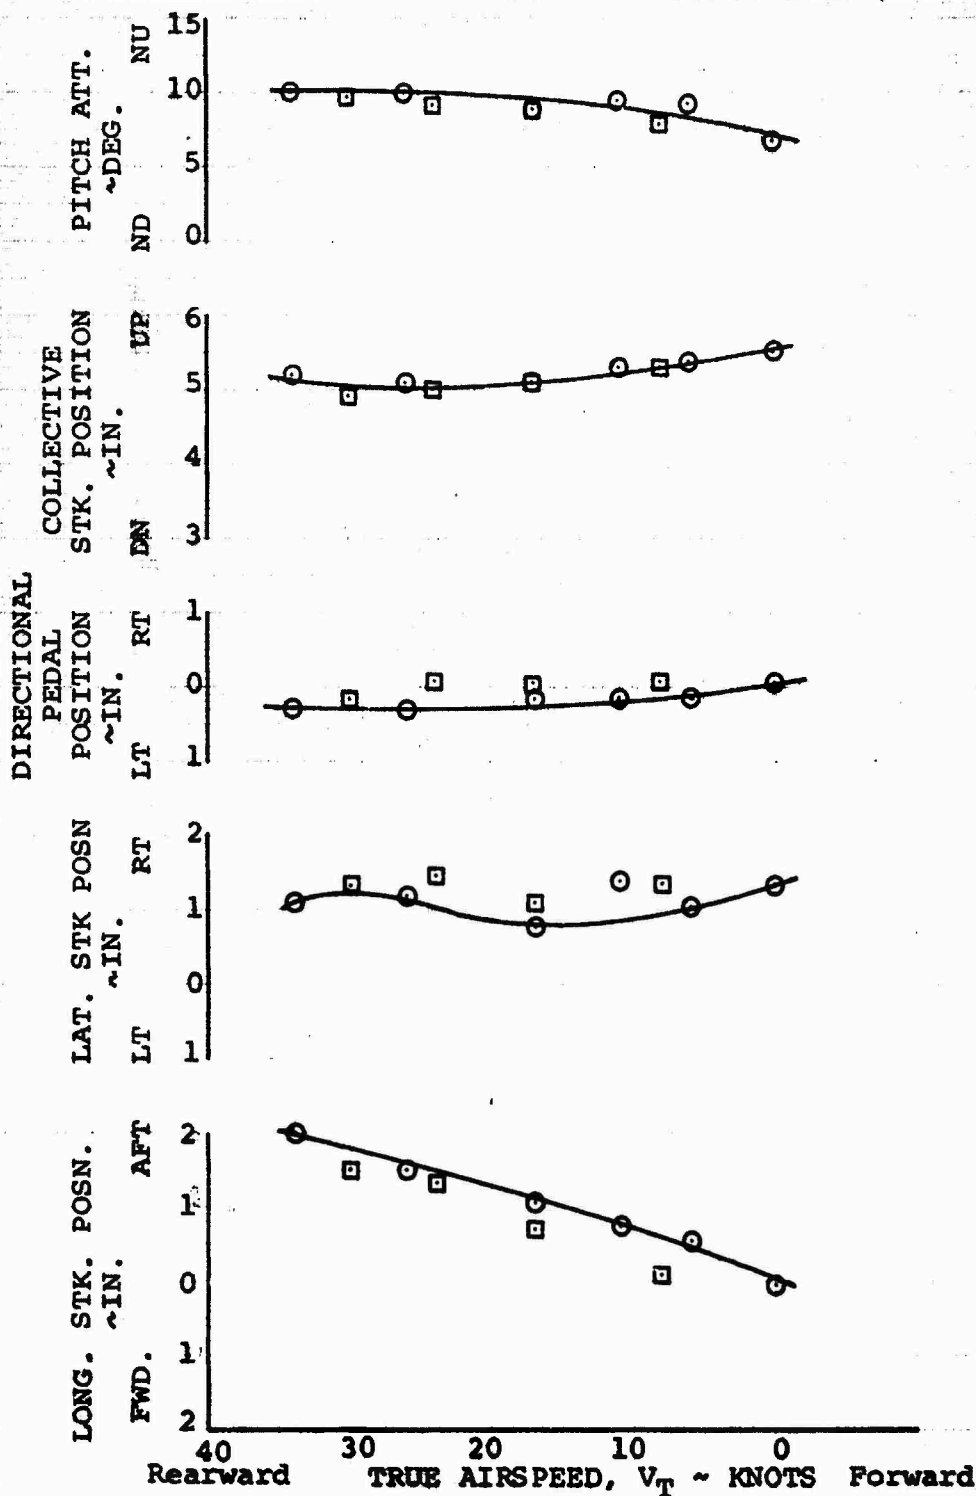 PITCH ATT.
~DEG.
ND NU
15
10
5
0
COLLECTIVE
STK. POSITION
~IN.
DN UP
6
5
4
3
DIRECTIONAL
PEDAL
POSITION
~IN.
LT RT
1
0
1
LAT. STK POSN
~IN.
LT RT
2
1
0
1
LONG. STK. POSN.
~IN.
FWD. AFT
2
1
0
1
2
40 30 20 10 0
Rearward TRUE AIRSPEED, VT ~ KNOTS Forward